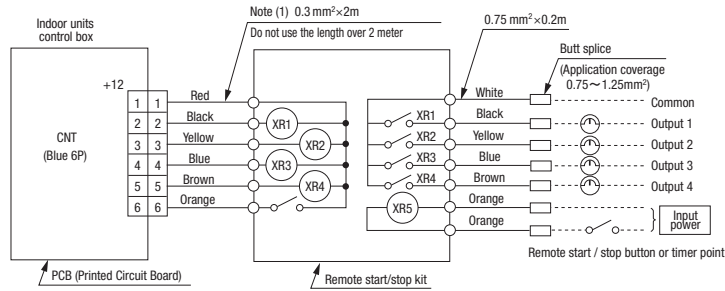 Note (1) 0.3 mm²×2m
Do not use the length over 2 meter
0.75 mm²×0.2m
Indoor units
control box
Butt splice
(Application coverage
0.75～1.25mm²)
+12
CNT
(Blue 6P)
1 1 Red
2 2 Black
3 3 Yellow
4 4 Blue
5 5 Brown
6 6 Orange
XR1
XR2
XR3
XR4
XR1
XR2
XR3
XR4
XR5
White Common
Black Output 1
Yellow Output 2
Blue Output 3
Brown Output 4
Orange
Orange
Input
power
Remote start / stop button or timer point
PCB (Printed Circuit Board)
Remote start/stop kit